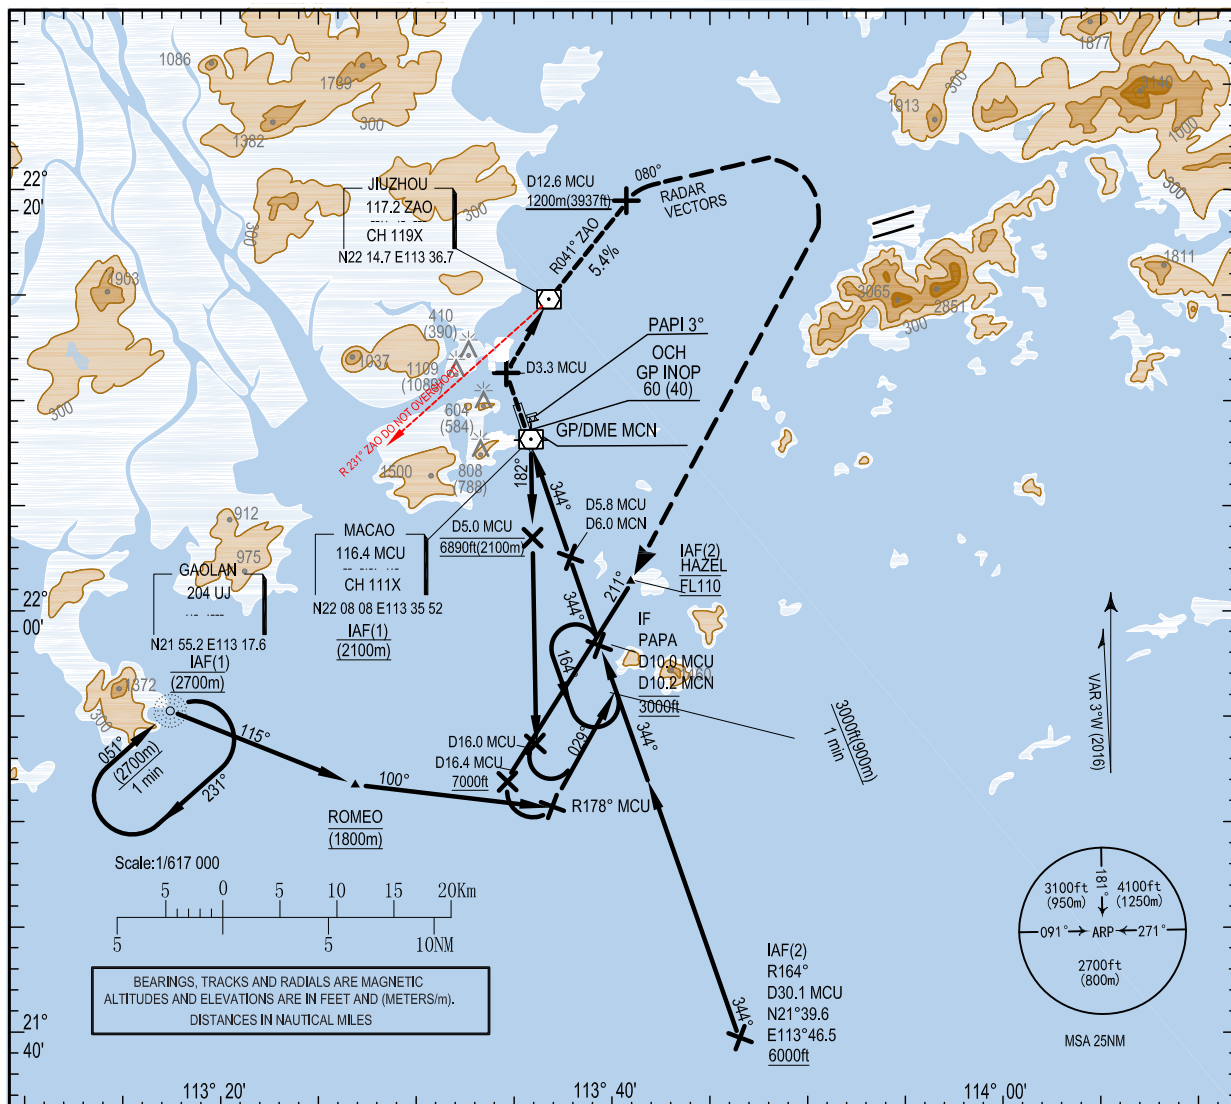 1877
1086
1769
2140
1913
300
1382
300
1000
D12.6 MCU
1200m(3937ft)
080°
RADAR
VECTORS
22°
20'
JIUZHOU
117.2 ZAO
CH 119X
N22 14.7 E113 36.7
300
300
300
R041° ZAO
5.4%
1811
1903
3065
2851
300
410
(390)
PAPI 3°
OCH
GP INOP
60 (40)
1037
1109
(1089)
D3.3 MCU
300
604
(584)
GP/DME MCN
R 231° ZAO DO NOT OVERSHOOT
1500
808
(788)
182°
344°
912
975
MACAO
116.4 MCU
CH 111X
N22 08 08 E113 35 52
IAF(1)
(2100m)
D5.0 MCU
6890ft(2100m)
D5.8 MCU
D6.0 MCN
IAF(2)
HAZEL
FL110
GAOLAN
204 UJ
N21 55.2 E113 17.6
IAF(1)
(2700m)
22°
00'
211°
344°
IF
PAPA
D10.0 MCU
D10.2 MCN
3000ft
164°
1372
300
051°
(2700m)
1 min
231°
115°
D16.0 MCU
D16.4 MCU
7000ft
029°
344°
3000ft(900m)
1 min
VAR 3°W (2016)
100°
R178° MCU
ROMEO
(1800m)
Scale:1/617 000
5 0 5 10 15 20Km
5 5 10NM
BEARINGS, TRACKS AND RADIALS ARE MAGNETIC
ALTITUDES AND ELEVATIONS ARE IN FEET AND (METERS/m).
DISTANCES IN NAUTICAL MILES
IAF(2)
R164°
D30.1 MCU
N21°39.6
E113°46.5
6000ft
344°
3100ft
(950m)
181°
4100ft
(1250m)
091° ARP 271°
2700ft
(800m)
MSA 25NM
21°
40'
113° 20'
113° 40'
114° 00'